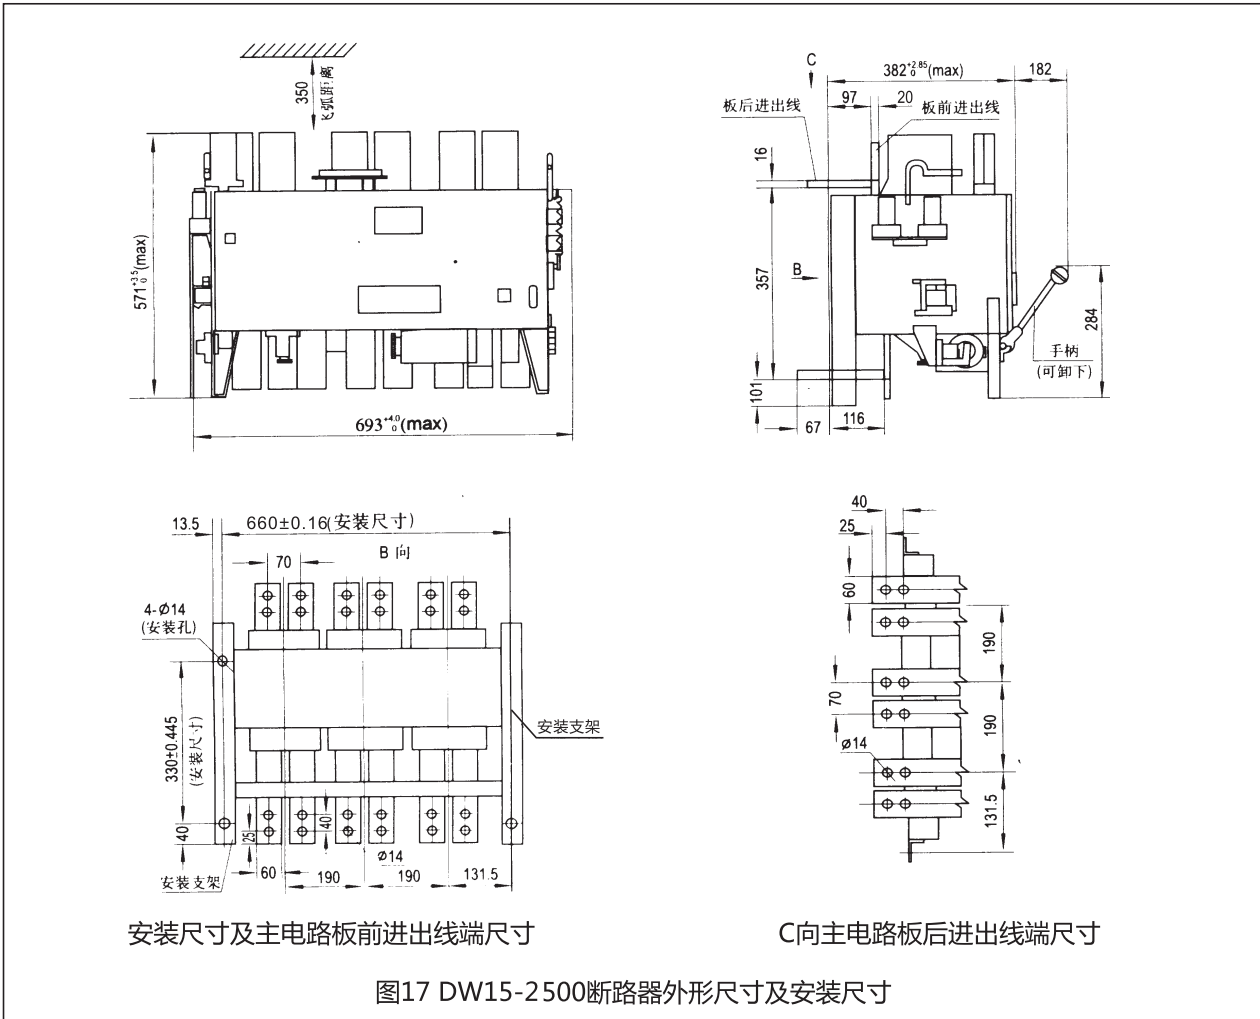 350
飞弧距离
571+3.5 0(max)
693+4.0 0(max)
C
382+2.85 0(max)
182
97
20
板后进出线
板前进出线
16
B
357
284
手柄
(可卸下)
101
67
116
13.5
660±0.16(安装尺寸)
B 向
70
4-Ø14
(安装孔)
330±0.445
(安装尺寸)
安装支架
40
25
40
Ø14
安装支架
60
190
190
131.5
40
25
60
190
70
190
Ø14
131.5
安装尺寸及主电路板前进出线端尺寸
C向主电路板后进出线端尺寸
图17 DW15-2500断路器外形尺寸及安装尺寸